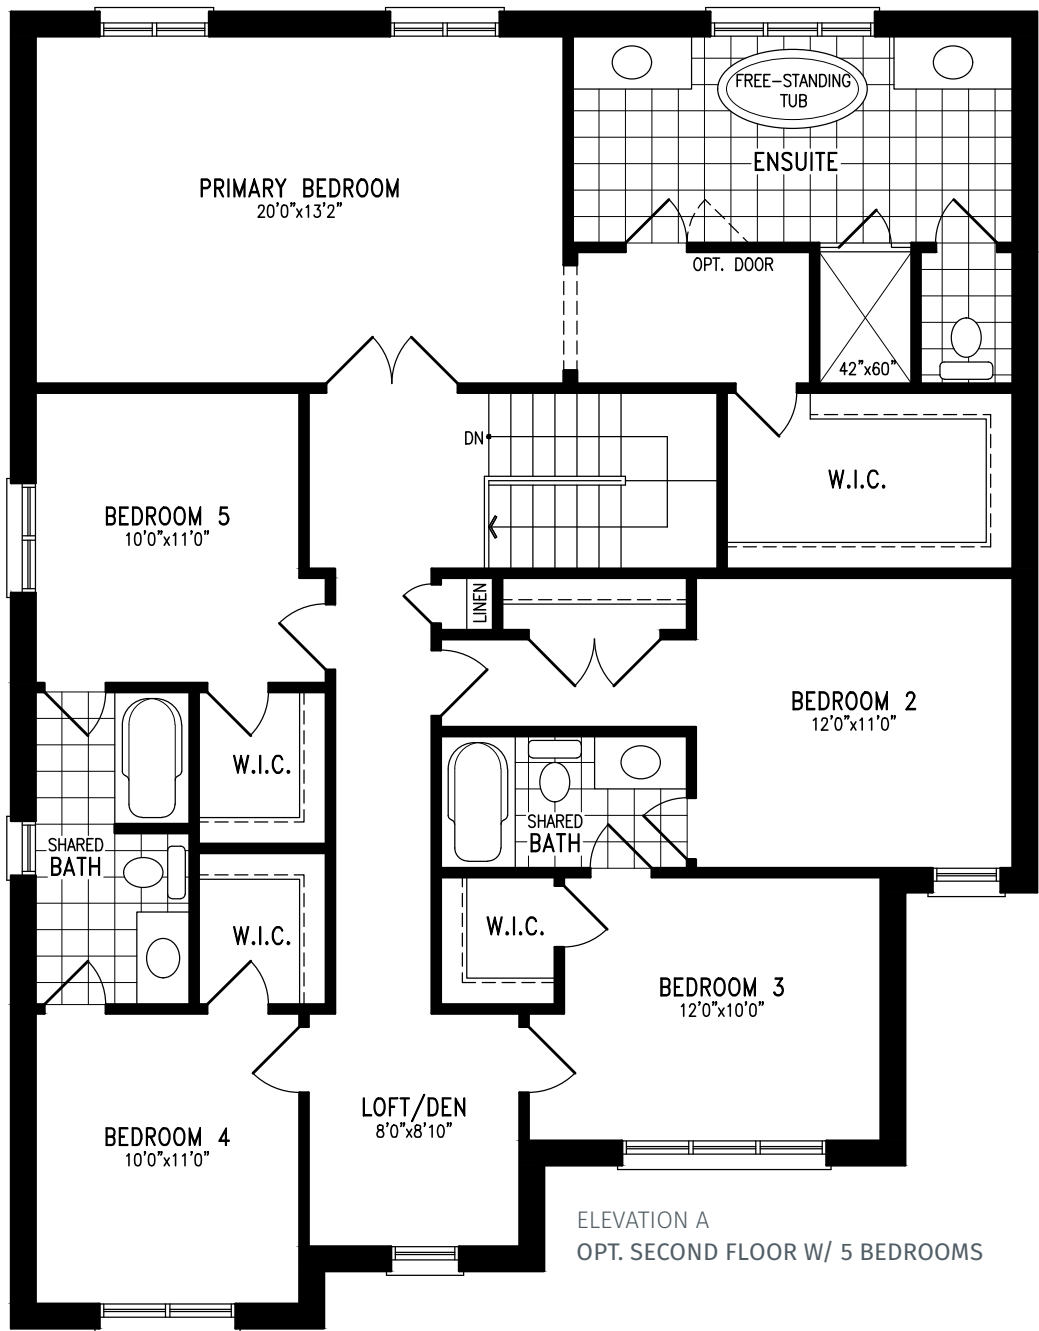 FREE-STANDING
TUB
ENSUITE
PRIMARY BEDROOM
20'0"x13'2"
OPT. DOOR
42"x60"
DN
W.I.C.
BEDROOM 5
10'0"x11'0"
LINEN
BEDROOM 2
12'0"x11'0"
W.I.C.
SHARED
BATH
SHARED
BATH
W.I.C.
W.I.C.
BEDROOM 3
12'0"x10'0"
LOFT/DEN
8'0"x8'10"
BEDROOM 4
10'0"x11'0"
ELEVATION A
OPT. SECOND FLOOR W/ 5 BEDROOMS